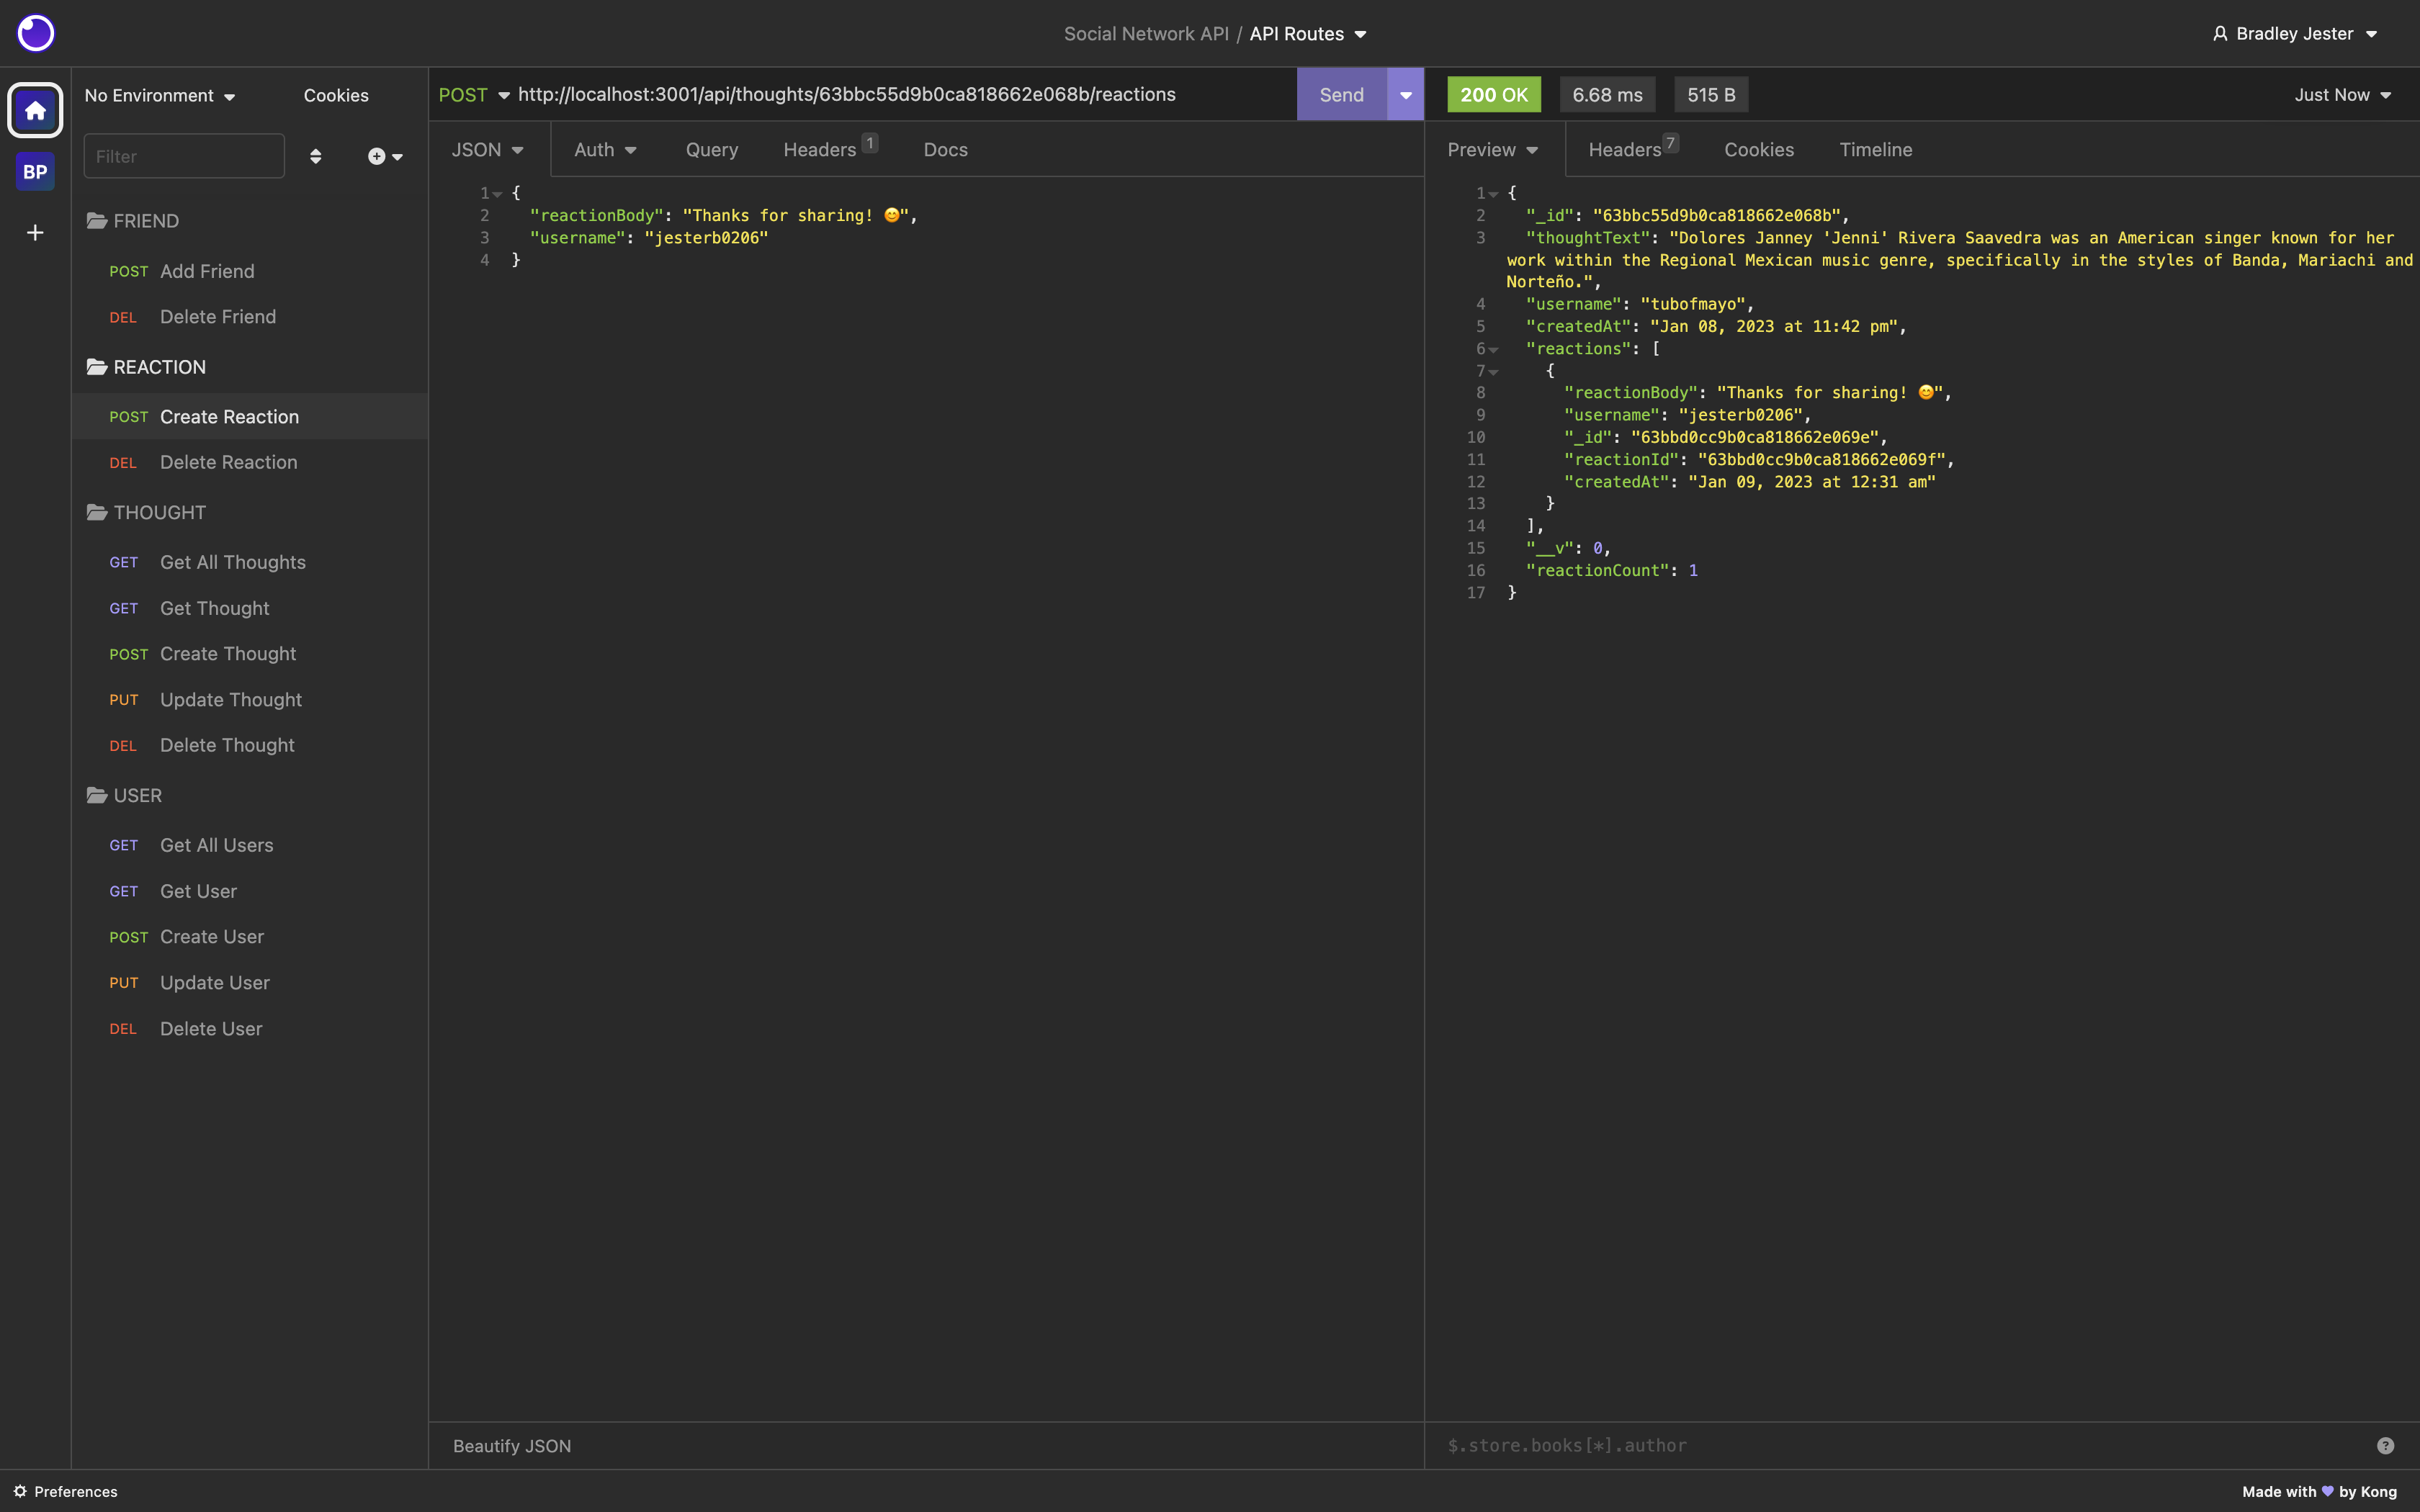 Social Network API / API Routes
Bradley Jester
BP
No Environment
Cookies
Filter
FRIEND
POST Add Friend
DEL Delete Friend
REACTION
POST Create Reaction
DEL Delete Reaction
THOUGHT
GET Get All Thoughts
GET Get Thought
POST Create Thought
PUT Update Thought
DEL Delete Thought
USER
GET Get All Users
GET Get User
POST Create User
PUT Update User
DEL Delete User
POST http://localhost:3001/api/thoughts/63bbc55d9b0ca818662e068b/reactions
Send
JSON Auth Query Headers 1 Docs
1 {
2 "reactionBody": "Thanks for sharing! 😊",
3 "username": "jesterb0206"
4 }
Beautify JSON
200 OK 6.68 ms 515 B Just Now
Preview Headers 7 Cookies Timeline
1 {
2 "_id": "63bbc55d9b0ca818662e068b",
3 "thoughtText": "Dolores Janney 'Jenni' Rivera Saavedra was an American singer known for her
work within the Regional Mexican music genre, specifically in the styles of Banda, Mariachi and
Norteño.",
4 "username": "tubofmayo",
5 "createdAt": "Jan 08, 2023 at 11:42 pm",
6 "reactions": [
7 {
8 "reactionBody": "Thanks for sharing! 😊",
9 "username": "jesterb0206",
10 "_id": "63bbd0cc9b0ca818662e069e",
11 "reactionId": "63bbd0cc9b0ca818662e069f",
12 "createdAt": "Jan 09, 2023 at 12:31 am"
13 }
14 ],
15 "__v": 0,
16 "reactionCount": 1
17 }
$.store.books[*].author
?
Preferences
Made with 💜 by Kong